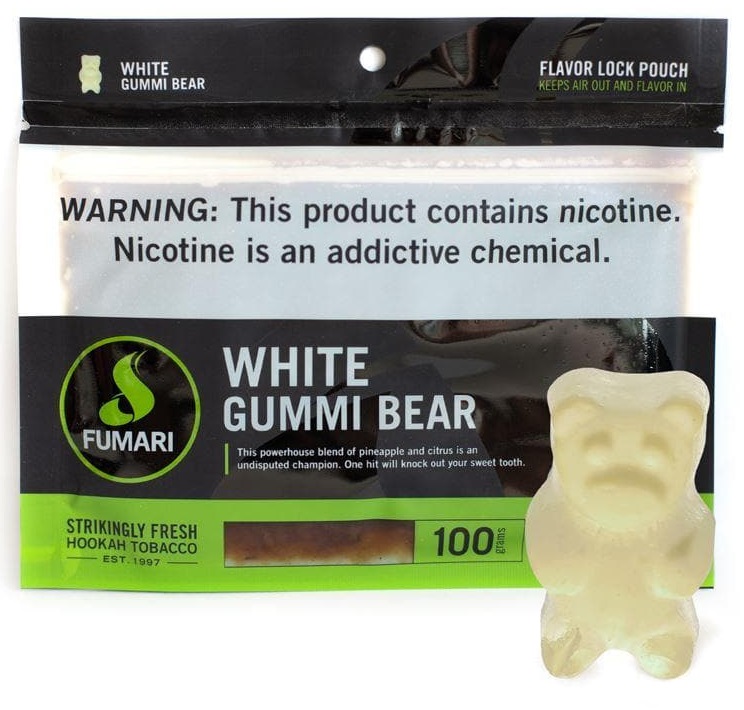 WHITE
GUMMI BEAR
FLAVOR LOCK POUCH
KEEPS AIR OUT AND FLAVOR IN
WARNING: This product contains nicotine.
Nicotine is an addictive chemical.
FUMARI
WHITE
GUMMI BEAR
This powerhouse blend of pineapple and citrus is an
undisputed champion. One hit will knock out your sweet tooth.
STRIKINGLY FRESH
HOOKAH TOBACCO
EST. 1997
100 grams